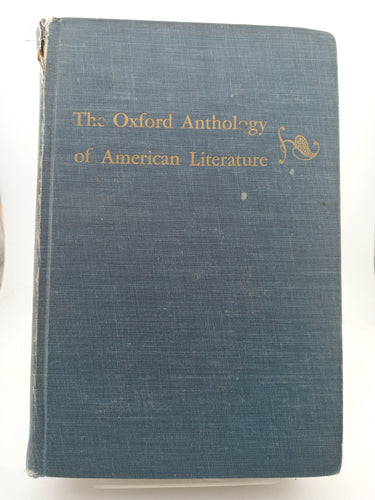 The Oxford Anthology
of American Literature